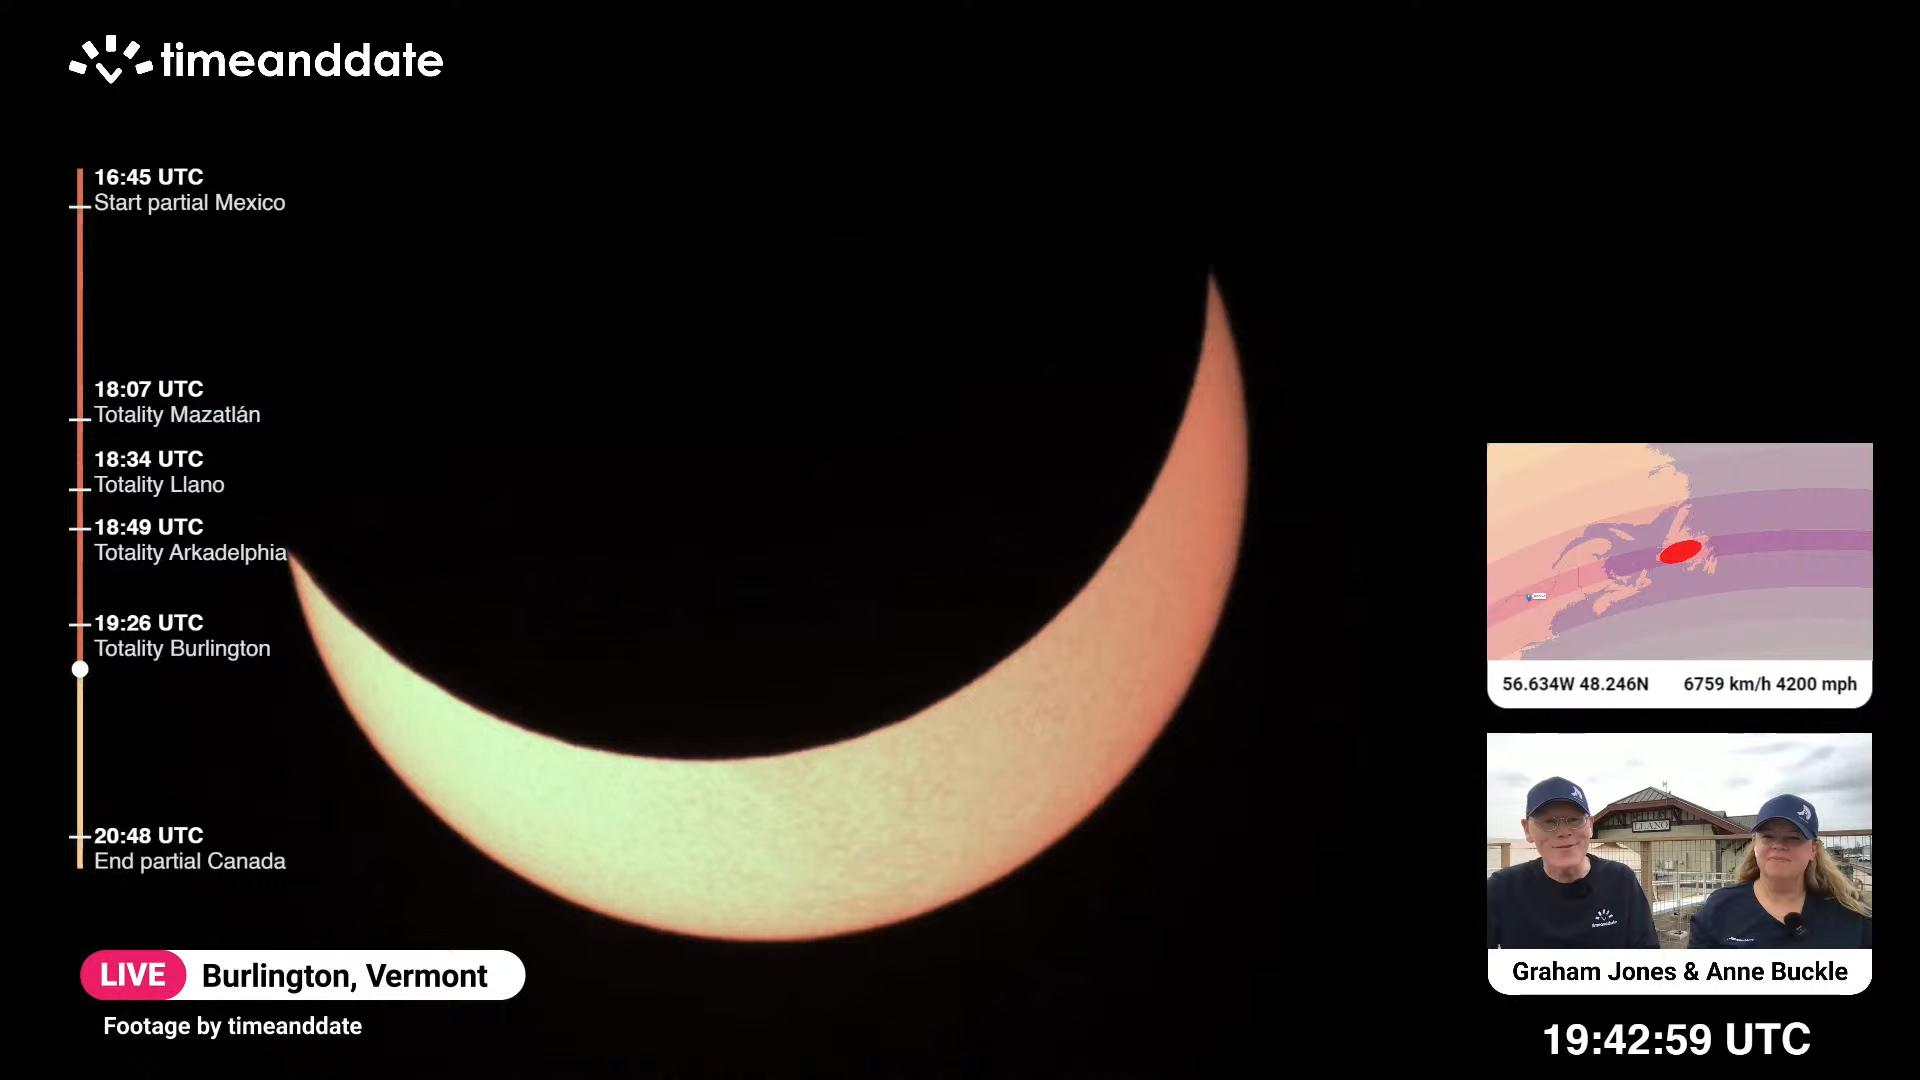 timeanddate
16:45 UTC
Start partial Mexico
18:07 UTC
Totality Mazatlán
18:34 UTC
Totality Llano
18:49 UTC
Totality Arkadelphia
19:26 UTC
Totality Burlington
20:48 UTC
End partial Canada
LIVE Burlington, Vermont
Footage by timeanddate
56.634W 48.246N 6759 km/h 4200 mph
LLANO
timeanddate
Graham Jones & Anne Buckle
19:42:59 UTC